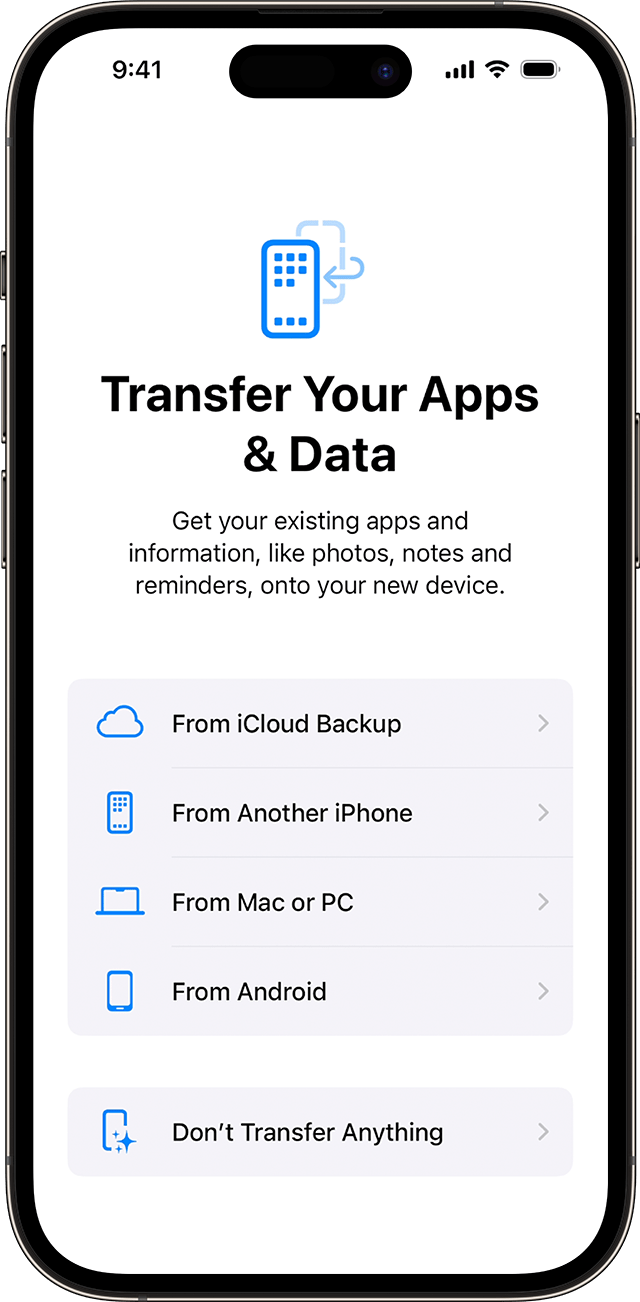 9:41
Transfer Your Apps
& Data
Get your existing apps and
information, like photos, notes and
reminders, onto your new device.
From iCloud Backup
From Another iPhone
From Mac or PC
From Android
Don’t Transfer Anything